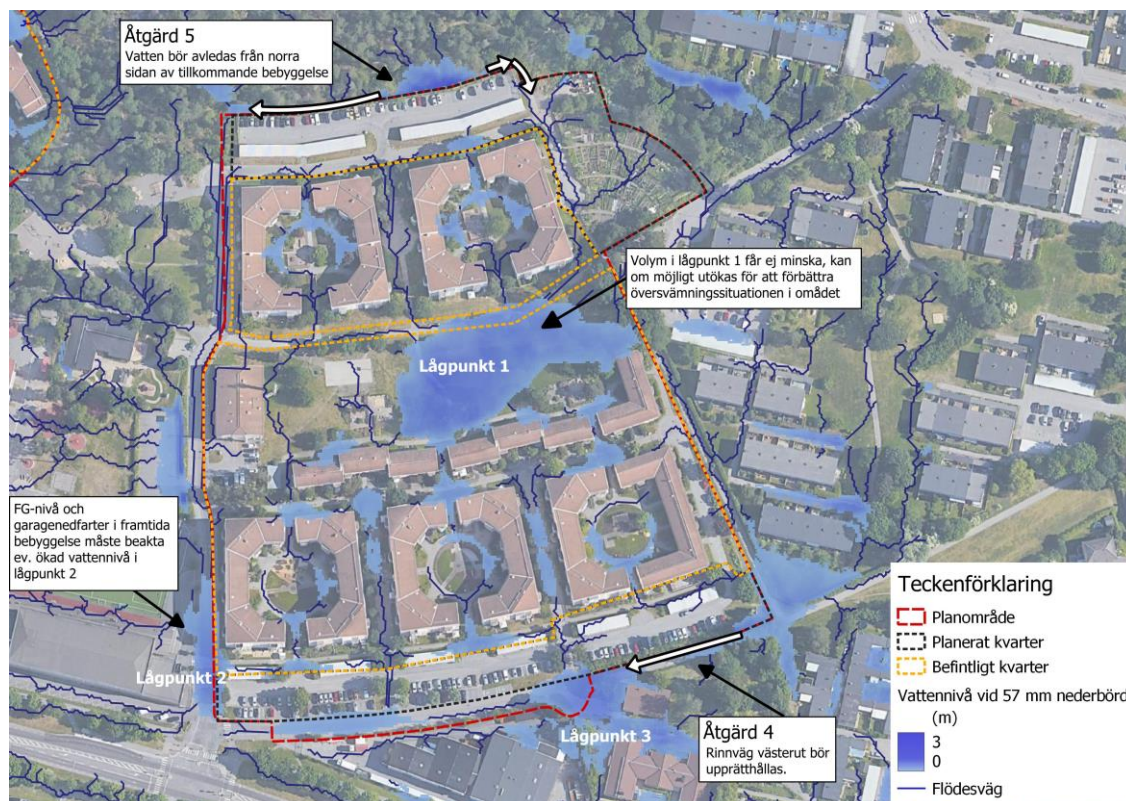 Åtgärd 5
Vatten bör avledas från norra
sidan av tillkommande bebyggelse
Volym i lågpunkt 1 får ej minska, kan
om möjligt utökas för att förbättra
översvämningssituationen i området
Lågpunkt 1
FG-nivå och
garagenedfarter i framtida
bebyggelse måste beakta
ev. ökad vattennivå i
lågpunkt 2
Lågpunkt 2
Lågpunkt 3
Åtgärd 4
Rinnväg västerut bör
upprätthållas.
Teckenförklaring
Planområde
Planerat kvarter
Befintligt kvarter
Vattennivå vid 57 mm nederbörd
(m)
3
0
Flödesväg